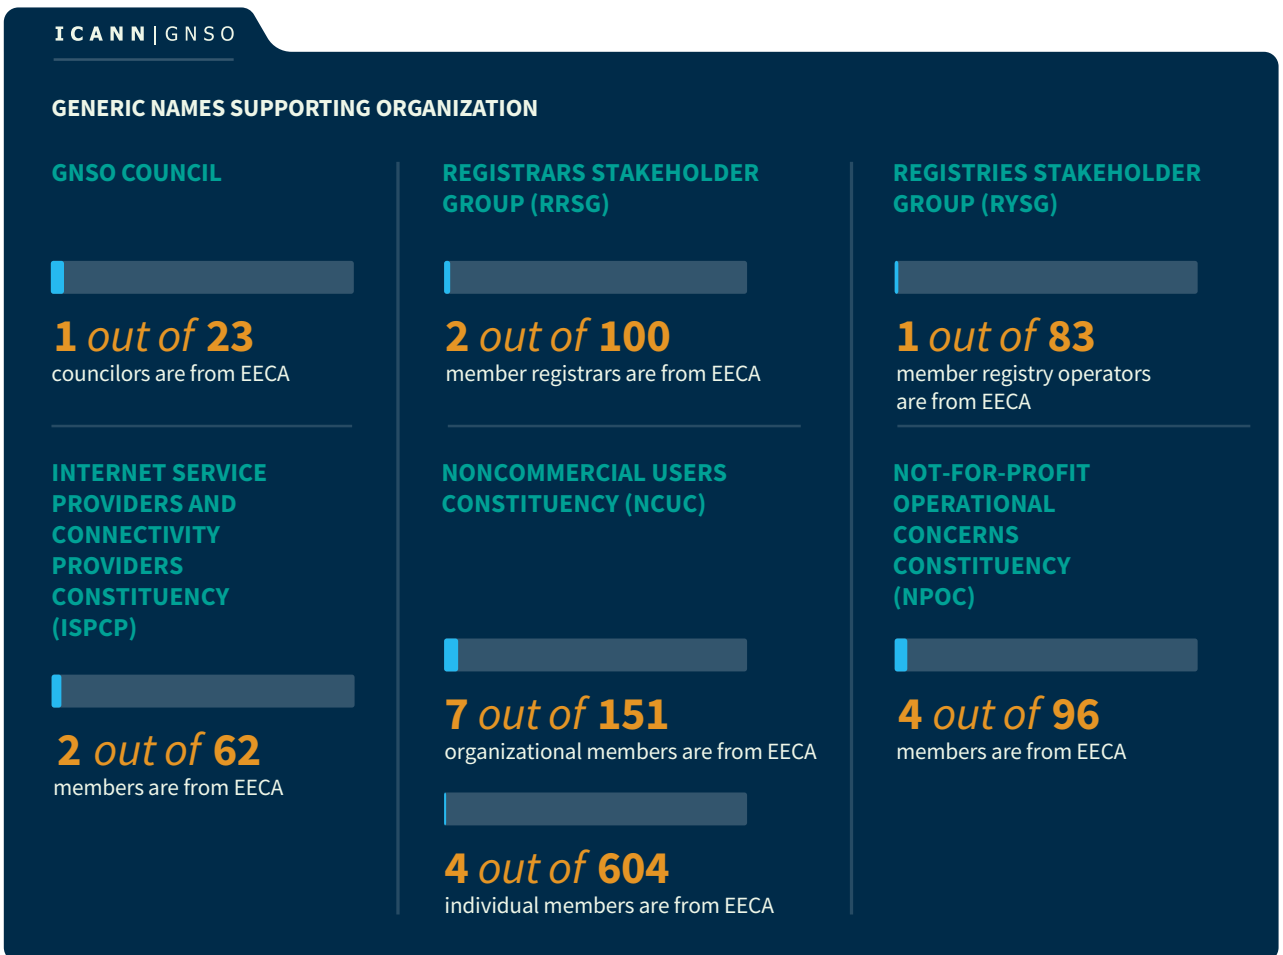 ICANN|GNSO
GENERIC NAMES SUPPORTING ORGANIZATION
GNSO COUNCIL
1 out of 23
councilors are from EECA
REGISTRARS STAKEHOLDER
GROUP (RRSG)
2 out of 100
member registrars are from EECA
REGISTRIES STAKEHOLDER
GROUP (RYSG)
1 out of 83
member registry operators
are from EECA
INTERNET SERVICE
PROVIDERS AND
CONNECTIVITY
PROVIDERS
CONSTITUENCY
(ISPCP)
2 out of 62
members are from EECA
NONCOMMERCIAL USERS
CONSTITUENCY (NCUC)
7 out of 151
organizational members are from EECA
4 out of 604
individual members are from EECA
NOT-FOR-PROFIT
OPERATIONAL
CONCERNS
CONSTITUENCY
(NPOC)
4 out of 96
members are from EECA